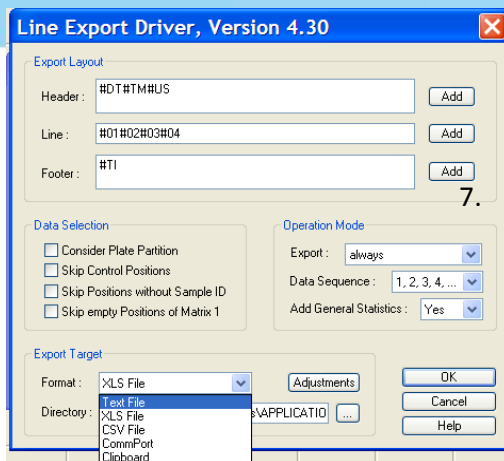 Line Export Driver, Version 4.30
Export Layout
Header : #DT#TM#US Add
Line : #01#02#03#04 Add
Footer : #TI Add
7.
Data Selection
Consider Plate Partition
Skip Control Positions
Skip Positions without Sample ID
Skip empty Positions of Matrix 1
Operation Mode
Export : always
Data Sequence : 1, 2, 3, 4, ...
Add General Statistics : Yes
Export Target
Format : XLS File Adjustments
Text File
XLS File
CSV File
CommPort
Clipboard
Directory : s\APPLICATIO ...
OK
Cancel
Help